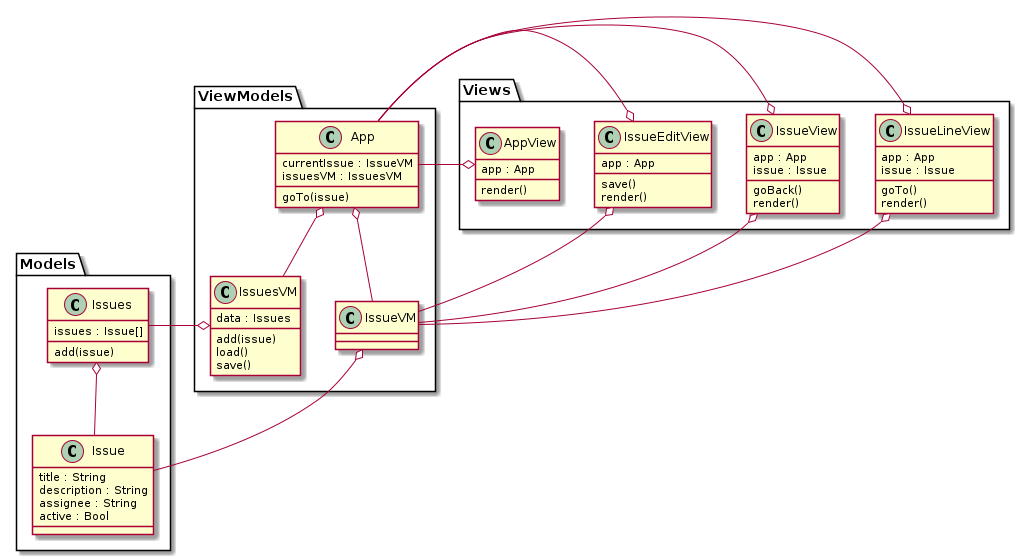 Views
ViewModels
C App
currentIssue : IssueVM
issuesVM : IssuesVM
goTo(issue)
C AppView
app : App
render()
C IssueEditView
app : App
save()
render()
C IssueView
app : App
issue : Issue
goBack()
render()
C IssueLineView
app : App
issue : Issue
goTo()
render()
Models
C Issues
issues : Issue[]
add(issue)
C IssuesVM
data : Issues
add(issue)
load()
save()
C IssueVM
C Issue
title : String
description : String
assignee : String
active : Bool